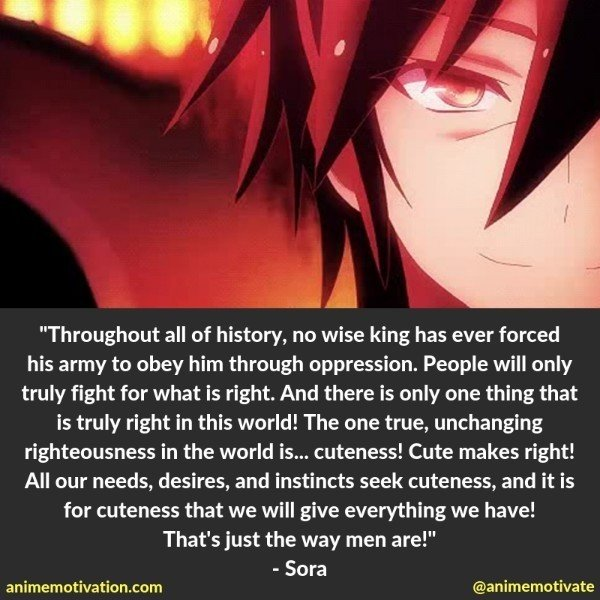 "Throughout all of history, no wise king has ever forced
his army to obey him through oppression. People will only
truly fight for what is right. And there is only one thing that
is truly right in this world! The one true, unchanging
righteousness in the world is... cuteness! Cute makes right!
All our needs, desires, and instincts seek cuteness, and it is
for cuteness that we will give everything we have!
That's just the way men are!"
- Sora
animemotivation.com
@animemotivate